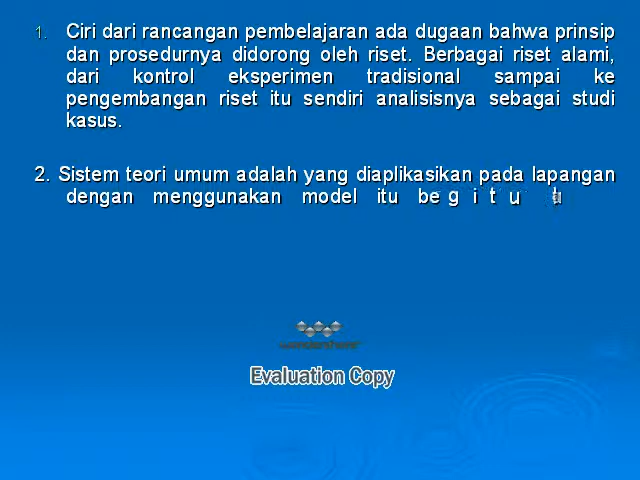 1. Ciri dari rancangan pembelajaran ada dugaan bahwa prinsip
dan prosedurnya didorong oleh riset. Berbagai riset alami,
dari kontrol eksperimen tradisional sampai ke
pengembangan riset itu sendiri analisisnya sebagai studi
kasus.
2. Sistem teori umum adalah yang diaplikasikan pada lapangan
dengan menggunakan model itu begitu
Evaluation Copy